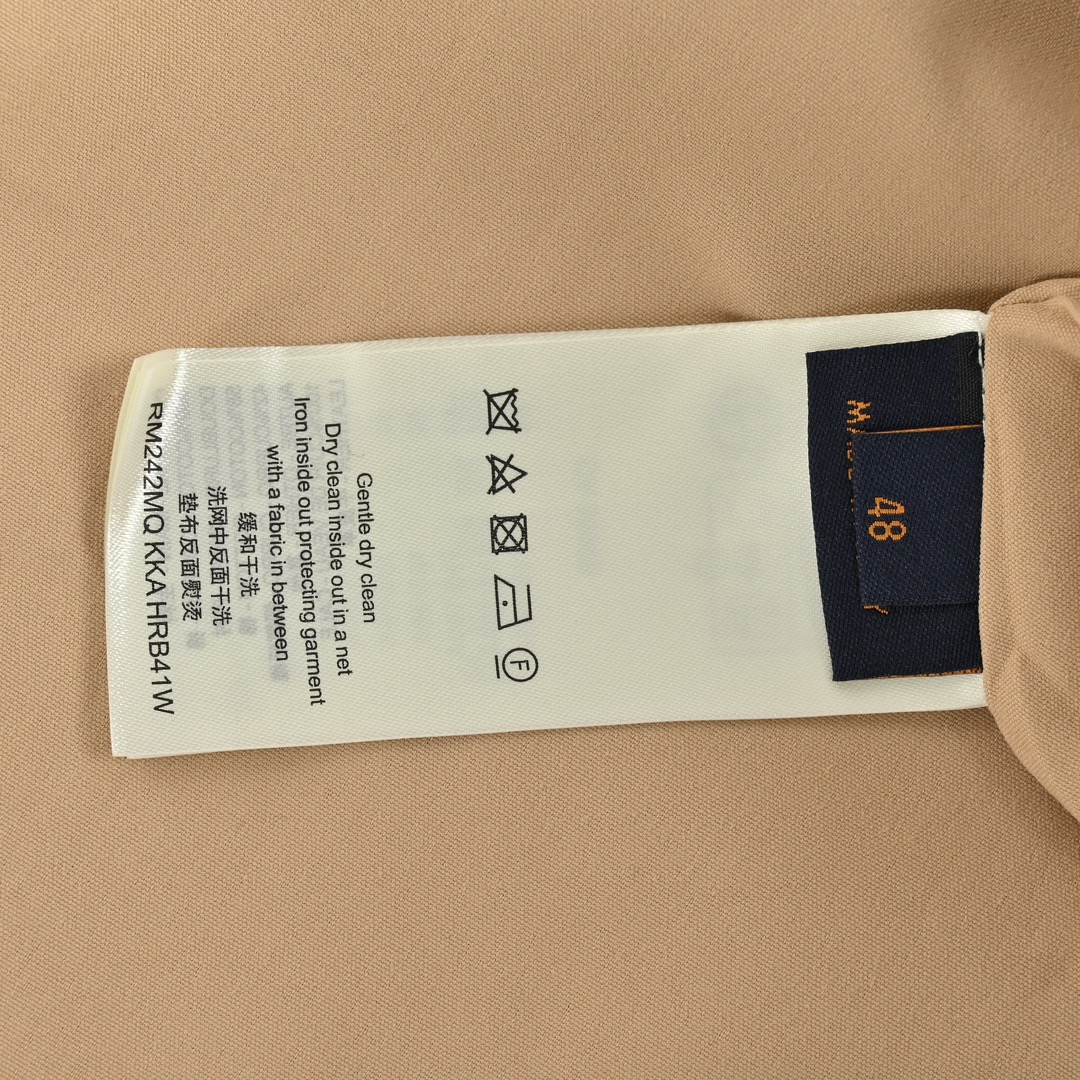 48
F
Gentle dry clean
Dry clean inside out in a net
Iron inside out protecting garment
with a fabric in between
缓和干洗
洗网中反面干洗
垫布反面熨烫
RM242MQ KKA HRB41W